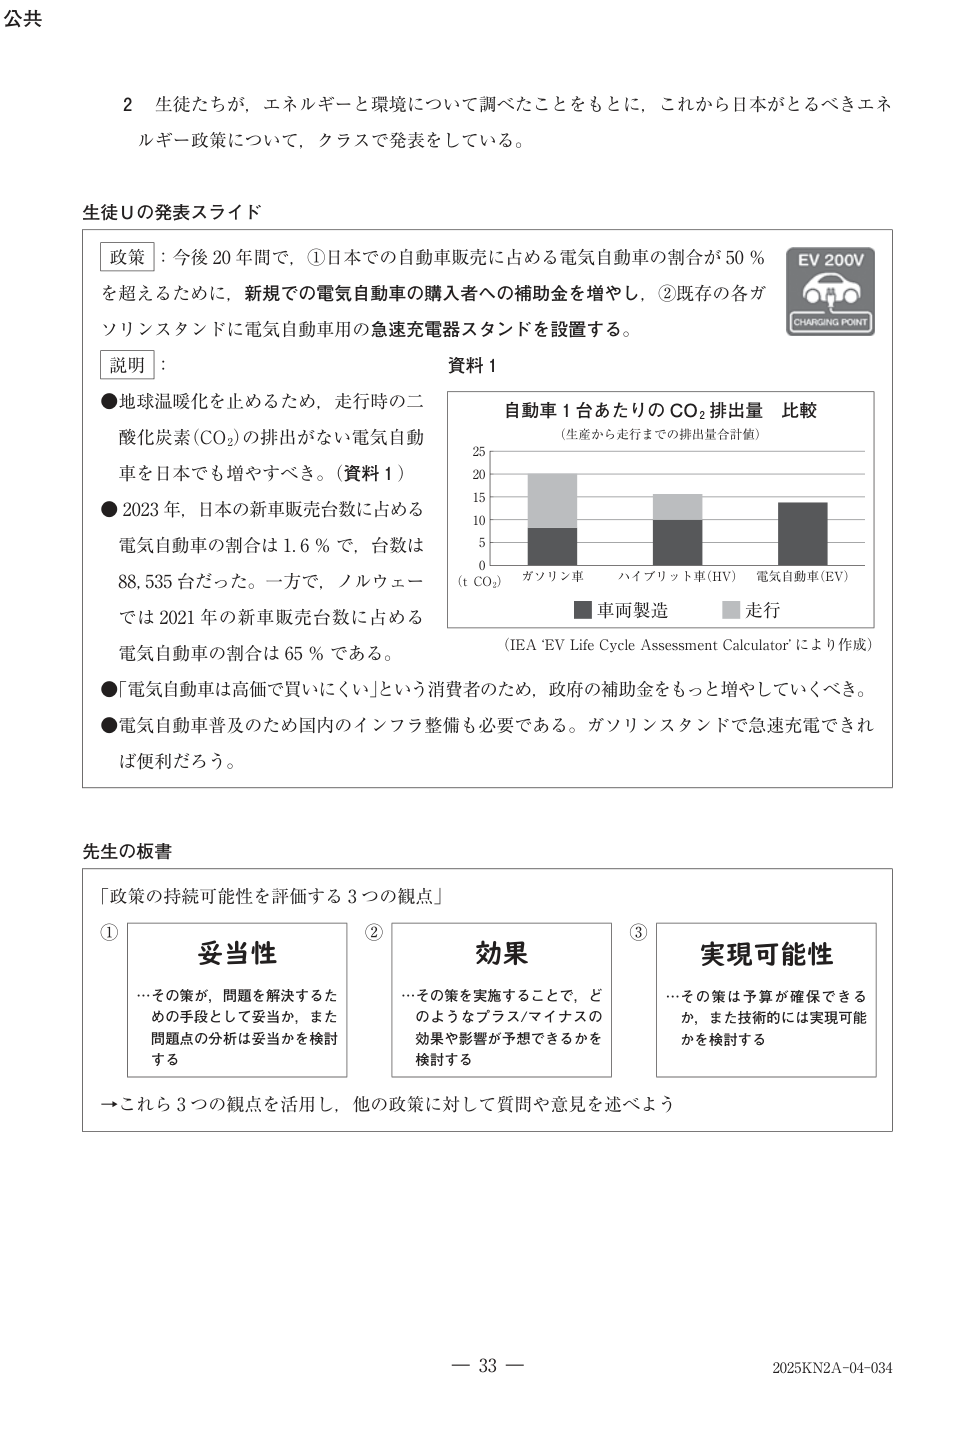 公共
2 生徒たちが，エネルギーと環境について調べたことをもとに，これから日本がとるべきエネ
ルギー政策について，クラスで発表をしている。
生徒Uの発表スライド
政策：今後 20 年間で，①日本での自動車販売に占める電気自動車の割合が 50 %
を超えるために，新規での電気自動車の購入者への補助金を増やし，②既存の各ガ
ソリンスタンドに電気自動車用の急速充電器スタンドを設置する。
EV 200V
CHARGING POINT
説明：
●地球温暖化を止めるため，走行時の二
酸化炭素(CO₂)の排出がない電気自動
車を日本でも増やすべき。（資料1）
●2023 年，日本の新車販売台数に占める
電気自動車の割合は 1.6 % で，台数は
88,535 台だった。一方で，ノルウェー
では 2021 年の新車販売台数に占める
電気自動車の割合は 65 % である。
資料1
自動車1台あたりの CO₂ 排出量 比較
（生産から走行までの排出量合計値）
25
20
15
10
5
0
(t CO₂)
ガソリン車 ハイブリット車(HV) 電気自動車(EV)
車両製造 走行
（IEA ‘EV Life Cycle Assessment Calculator’ により作成）
●「電気自動車は高価で買いにくい」という消費者のため，政府の補助金をもっと増やしていくべき。
●電気自動車普及のため国内のインフラ整備も必要である。ガソリンスタンドで急速充電できれ
ば便利だろう。
先生の板書
「政策の持続可能性を評価する3つの観点」
①
妥当性
…その策が，問題を解決するた
めの手段として妥当か，また
問題点の分析は妥当かを検討
する
②
効果
…その策を実施することで，ど
のようなプラス/マイナスの
効果や影響が予想できるかを
検討する
③
実現可能性
…その策は予算が確保できる
か，また技術的には実現可能
かを検討する
→これら3つの観点を活用し，他の政策に対して質問や意見を述べよう
— 33 —
2025KN2A-04-034